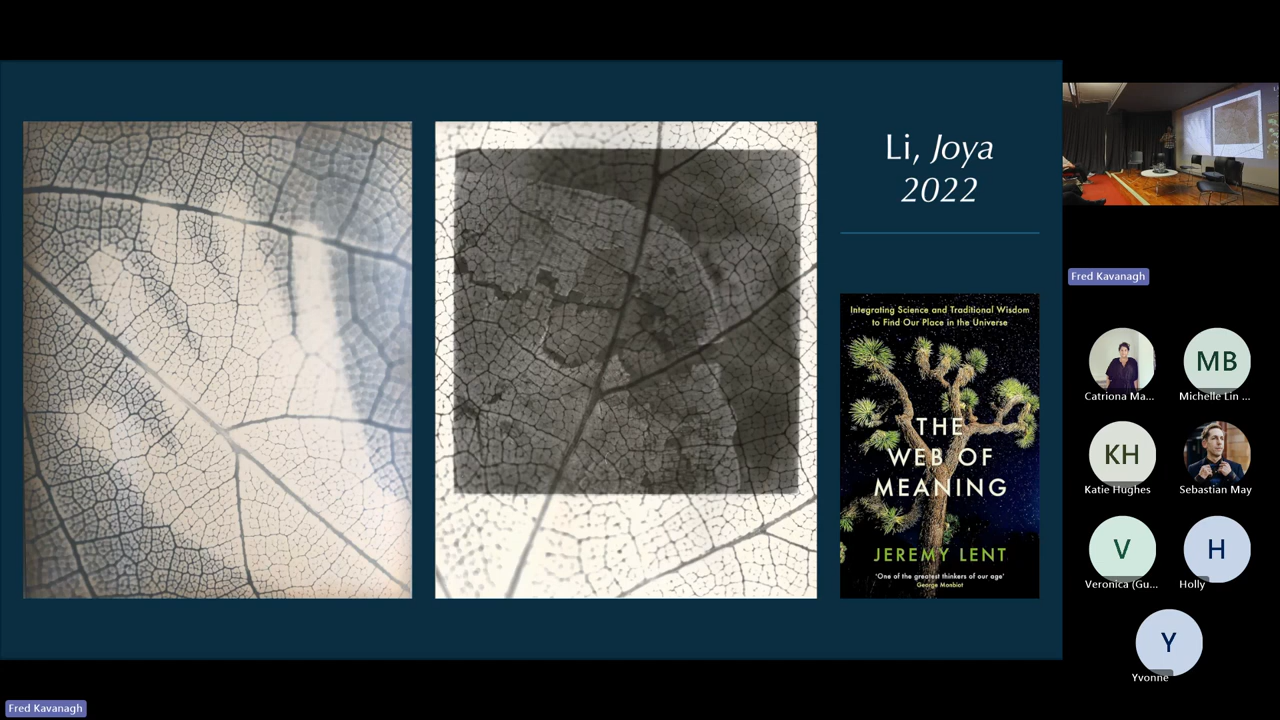 Li, Joya
2022
Integrating Science and Traditional Wisdom
to Find Our Place in the Universe
THE
WEB OF
MEANING
JEREMY LENT
'One of the greatest thinkers of our age'
George Monbiot
Fred Kavanagh
Catriona Ma...
MB
Michelle Lin ...
KH
Katie Hughes
Sebastian May
V
Veronica (Gu...
H
Holly
Y
Yvonne
Fred Kavanagh